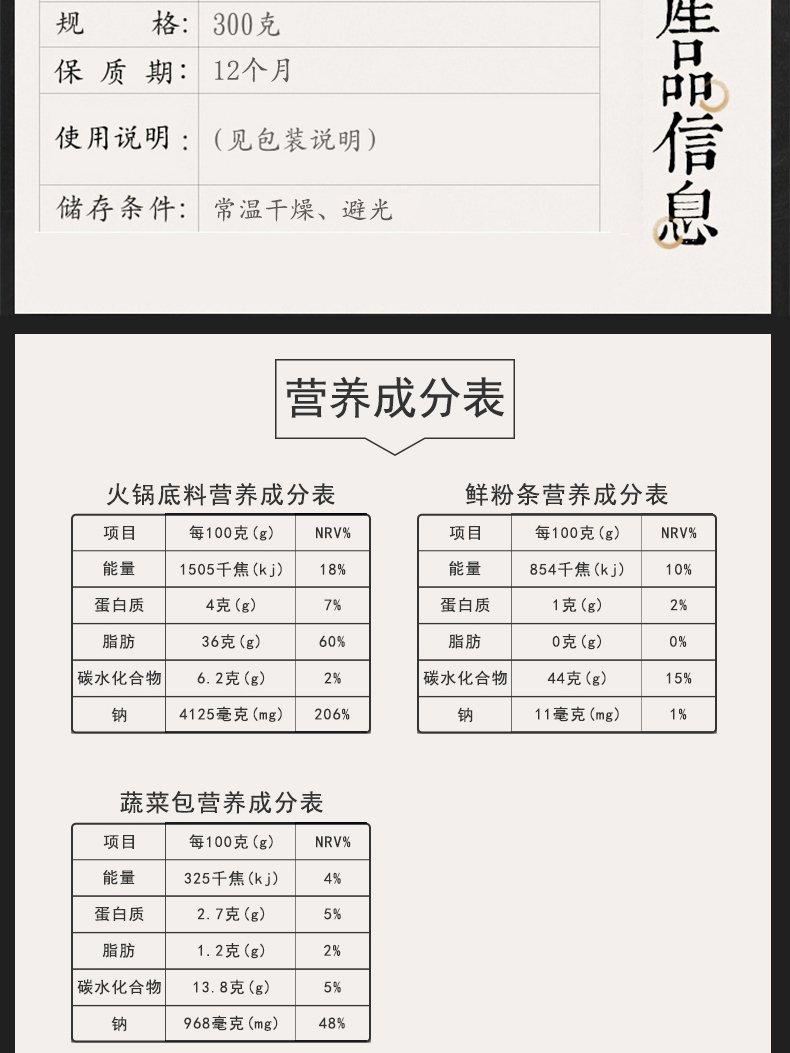 规格: 300克
保质期: 12个月
使用说明: (见包装说明)
储存条件: 常温干燥、避光
產品信息
营养成分表
火锅底料营养成分表
项目 每100克(g) NRV%
能量 1505千焦(kj) 18%
蛋白质 4克(g) 7%
脂肪 36克(g) 60%
碳水化合物 6.2克(g) 2%
钠 4125毫克(mg) 206%
鲜粉条营养成分表
项目 每100克(g) NRV%
能量 854千焦(kj) 10%
蛋白质 1克(g) 2%
脂肪 0克(g) 0%
碳水化合物 44克(g) 15%
钠 11毫克(mg) 1%
蔬菜包营养成分表
项目 每100克(g) NRV%
能量 325千焦(kj) 4%
蛋白质 2.7克(g) 5%
脂肪 1.2克(g) 2%
碳水化合物 13.8克(g) 5%
钠 968毫克(mg) 48%